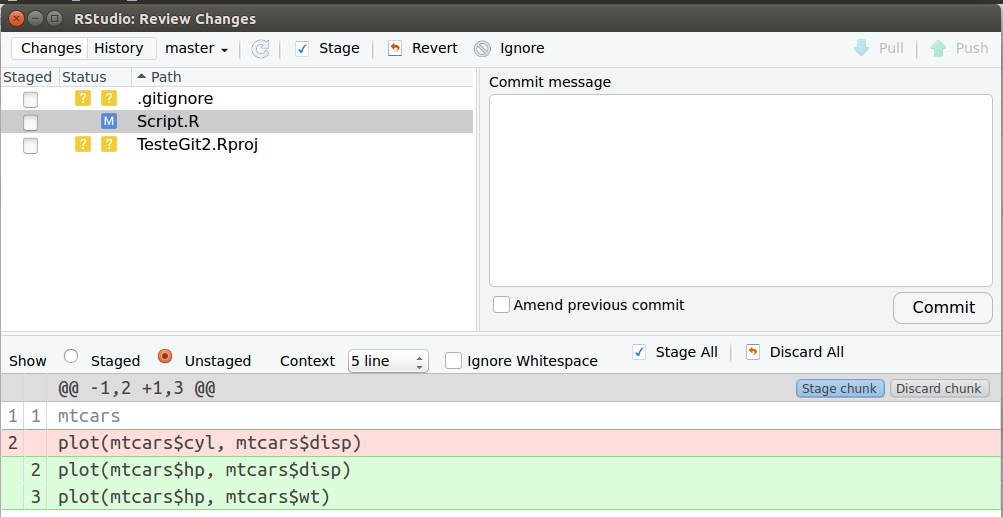 RStudio: Review Changes
Changes History master Stage Revert Ignore Pull Push
Staged Status Path
? ? .gitignore
M Script.R
? ? TesteGit2.Rproj
Commit message
Amend previous commit Commit
Show Staged Unstaged Context 5 line Ignore Whitespace Stage All Discard All
@@ -1,2 +1,3 @@ Stage chunk Discard chunk
1 1 mtcars
2 plot(mtcars$cyl, mtcars$disp)
2 plot(mtcars$hp, mtcars$disp)
3 plot(mtcars$hp, mtcars$wt)